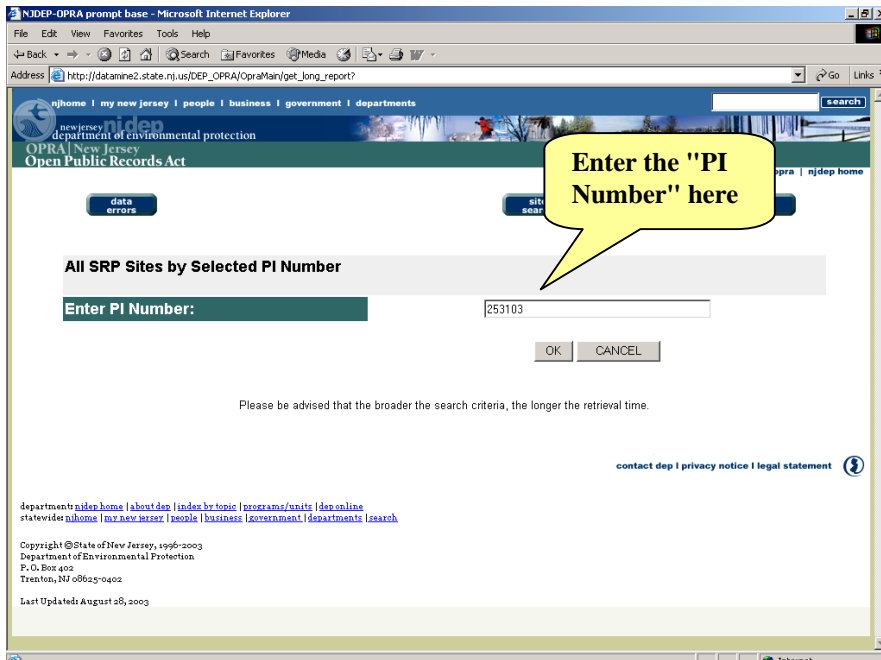 NJDEP-OPRA prompt base - Microsoft Internet Explorer
File Edit View Favorites Tools Help
Back Search Favorites Media
Address http://datamine2.state.nj.us/DEP_OPRA/OpraMain/get_long_report? Go Links
njhome | my new jersey | people | business | government | departments search
newjersey njdep
department of environmental protection
OPRA| New Jersey
Open Public Records Act
opra | njdep home
Enter the "PI
Number" here
data
errors
All SRP Sites by Selected PI Number
Enter PI Number: 253103
OK CANCEL
Please be advised that the broader the search criteria, the longer the retrieval time.
contact dep | privacy notice | legal statement
department: njdep home | about dep | index by topic | programs/units | dep online
statewide: njhome | my new jersey | people | business | government | departments | search
Copyright © State of New Jersey, 1996-2003
Department of Environmental Protection
P. O. Box 402
Trenton, NJ 08625-0402
Last Updated: August 28, 2003